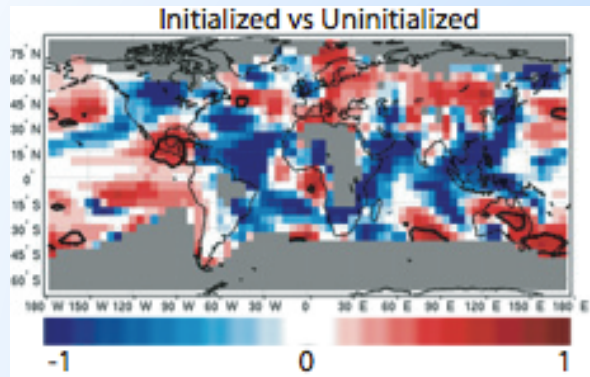 Initialized vs Uninitialized
75° N
60° N
45° N
30° N
15° N
0°
15° S
30° S
45° S
60° S
180 W 150 W 120 W 90 W 60 W 30 W 0 30 E 60 E 90 E 120 E 150 E 180 E
-1 0 1